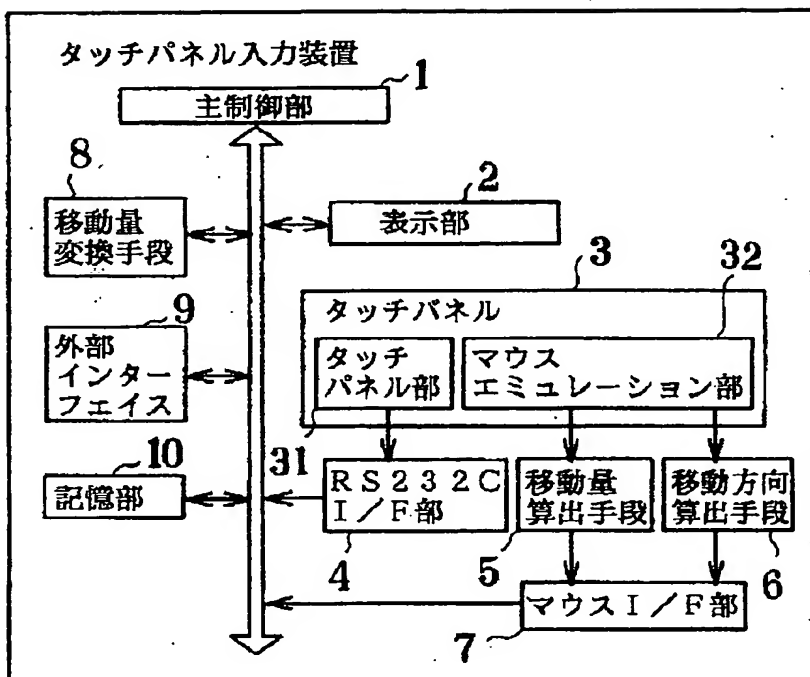 タッチパネル入力装置
1
主制御部
8
移動量
変換手段
2
表示部
3
32
タッチパネル
タッチ
パネル部
マウス
エミュレーション部
9
外部
インター
フェイス
31
10
記憶部
RS232C
I/F部
移動量
算出手段
移動方向
算出手段
4
5
6
マウスI/F部
7